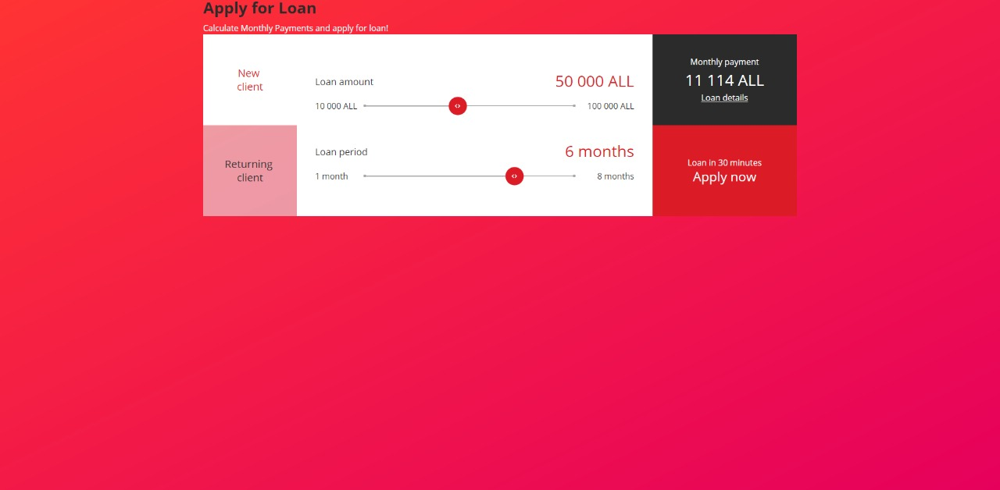 Apply for Loan
Calculate Monthly Payments and apply for loan!
New
client
Returning
client
Loan amount
50 000 ALL
10 000 ALL
100 000 ALL
Loan period
6 months
1 month
8 months
Monthly payment
11 114 ALL
Loan details
Loan in 30 minutes
Apply now